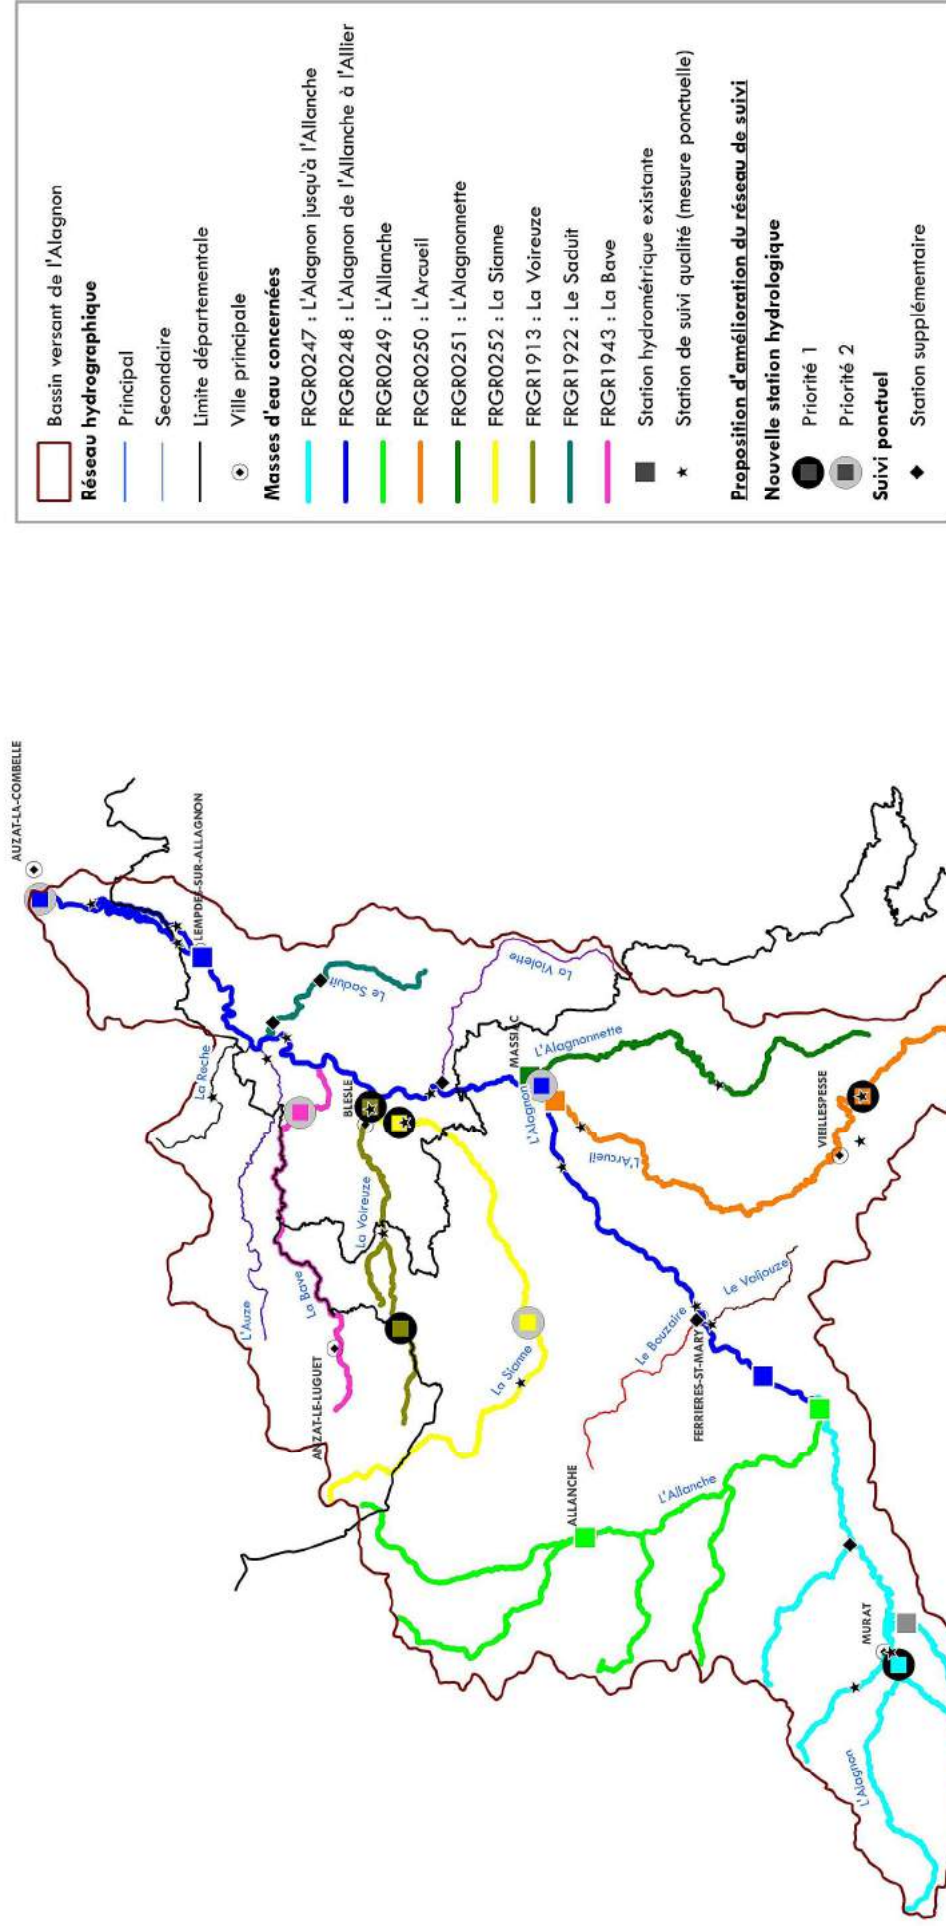 Bassin versant de l'Alagnon
Réseau hydrographique
Principal
Secondaire
Limite départementale
Ville principale
Masses d'eau concernées
FRGR0247 : L'Alagnon jusqu'à l'Allanche
FRGR0248 : L'Alagnon de l'Allanche à l'Allier
FRGR0249 : L'Allanche
FRGR0250 : L'Arcueil
FRGR0251 : L'Alagnonnette
FRGR0252 : La Sianne
FRGR1913 : La Voireuze
FRGR1922 : Le Saduit
FRGR1943 : La Bave
Station hydrométrique existante
Station de suivi qualité (mesure ponctuelle)
Proposition d'amélioration du réseau de suivi
Nouvelle station hydrologique
Priorité 1
Priorité 2
Suivi ponctuel
Station supplémentaire
AUZAT-LA-COMBELLE
LEMPDES-SUR-ALLAGNON
La Roche
Le Saduit
La Violette
L'Auze
La Bave
BLESLE
La Voireuze
ANZAT-LE-LUGUET
La Sianne
MASSIAC
L'Alagnonnette
L'Alagnon
L'Arcueil
VIEILLESPESSE
Le Bouzaire
Le Valjouze
FERRIERES-ST-MARY
ALLANCHE
L'Allanche
MURAT
L'Alagnon